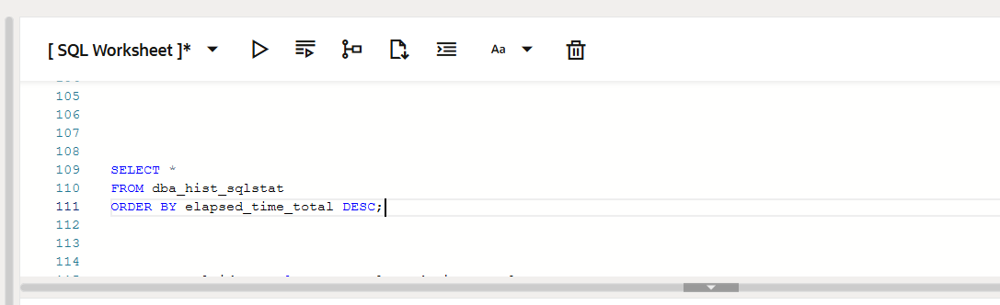 [ SQL Worksheet ]* Aa
105
106
107
108
109 SELECT *
110 FROM dba_hist_sqlstat
111 ORDER BY elapsed_time_total DESC;
112
113
114